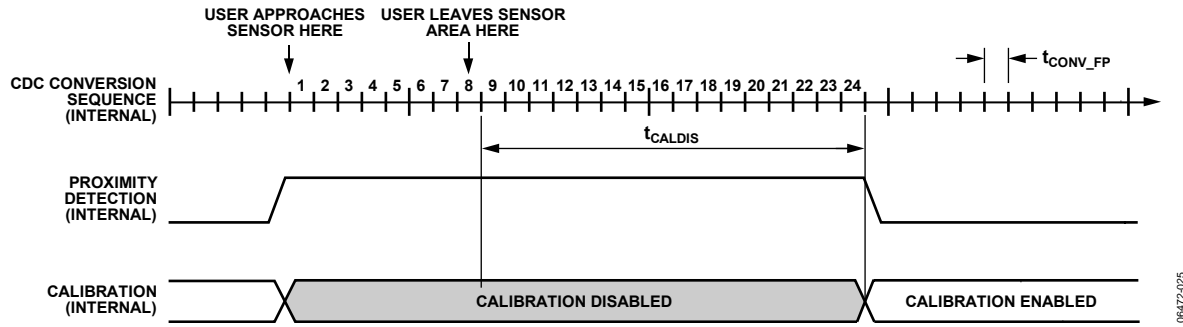 USER APPROACHES
SENSOR HERE
USER LEAVES SENSOR
AREA HERE
tCONV_FP
CDC CONVERSION
SEQUENCE
(INTERNAL)
1 2 3 4 5 6 7 8 9 10 11 12 13 14 15 16 17 18 19 20 21 22 23 24
tCALDIS
PROXIMITY
DETECTION
(INTERNAL)
CALIBRATION
(INTERNAL)
CALIBRATION DISABLED
CALIBRATION ENABLED
06472-025